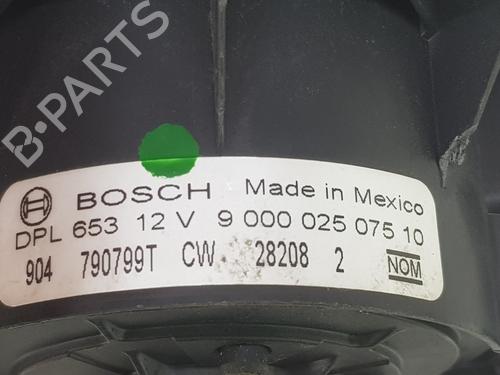 B-PARTS
BOSCH Made in Mexico
DPL 653 12 V 9 000 025 075 10
904 790799T CW 28208 2 NOM